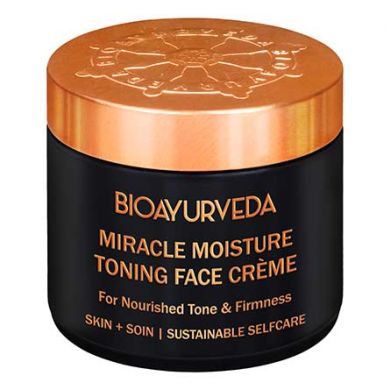 BIOAYURVEDA
MIRACLE MOISTURE
TONING FACE CRÈME
For Nourished Tone & Firmness
SKIN + SOIN | SUSTAINABLE SELFCARE